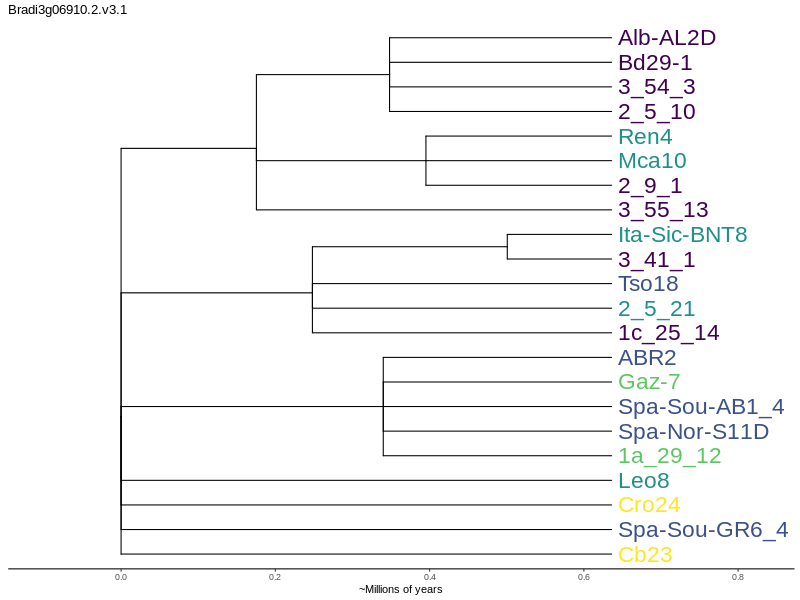 Bradi3g06910.2.v3.1
Alb-AL2D
Bd29-1
3_54_3
2_5_10
Ren4
Mca10
2_9_1
3_55_13
Ita-Sic-BNT8
3_41_1
Tso18
2_5_21
1c_25_14
ABR2
Gaz-7
Spa-Sou-AB1_4
Spa-Nor-S11D
1a_29_12
Leo8
Cro24
Spa-Sou-GR6_4
Cb23
0.0 0.2 0.4 0.6 0.8
~Millions of years